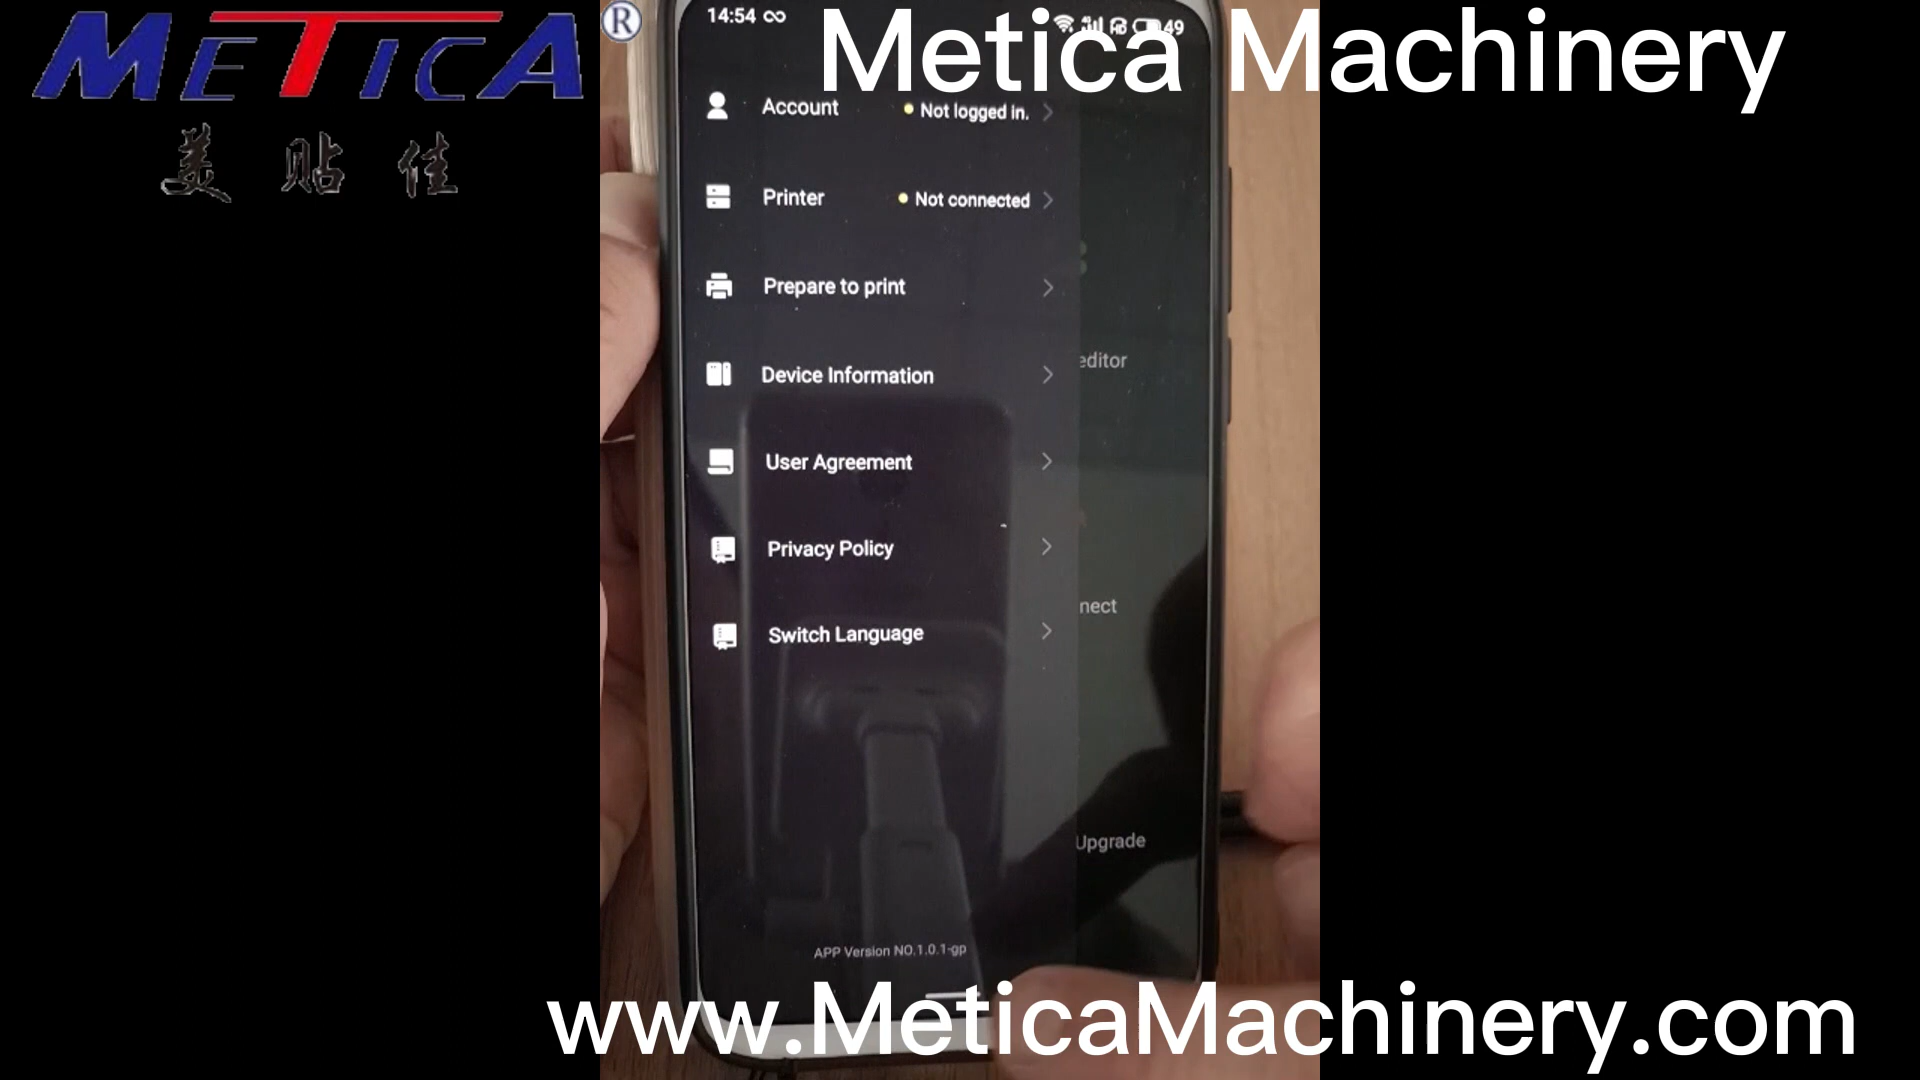 METICA ®
美贴佳
Metica Machinery
14:54
49
Account
Not logged in.
Printer
Not connected
Prepare to print
Device Information
editor
User Agreement
Privacy Policy
nect
Switch Language
Upgrade
APP Version NO.1.0.1-gp
www.MeticaMachinery.com